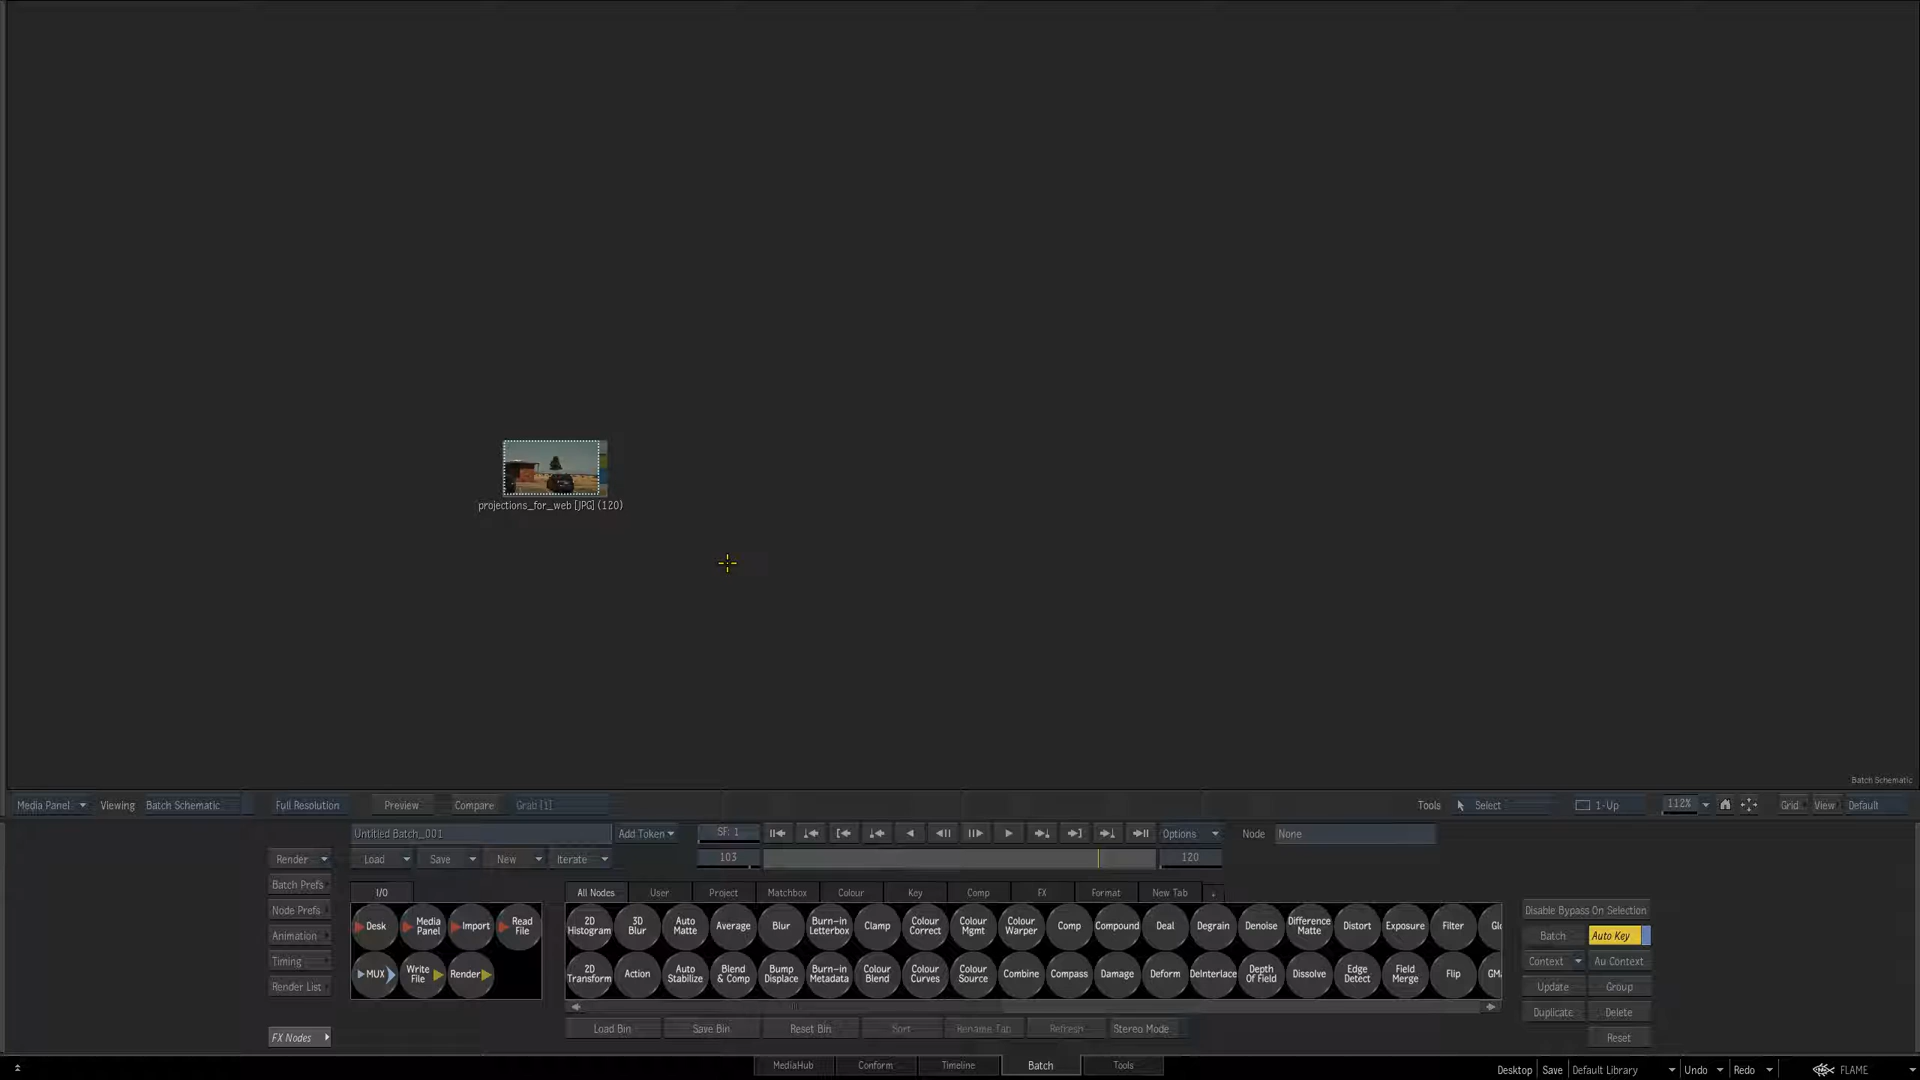 projections_for_web [JPG] (120)
Batch Schematic
Media Panel Viewing Batch Schematic Full Resolution Preview Compare Grab [1] Tools Select 1-Up 112% Grid View Default
Untitled Batch_001 Add Token SF: 1 Options Node None
Render Load Save New Iterate 103 120
Batch Prefs I/O All Nodes User Project Matchbox Colour Key Comp FX Format New Tab
Node Prefs Disable Bypass On Selection
Desk Media Panel Import Read File 2D Histogram 3D Blur Auto Matte Average Blur Burn-in Letterbox Clamp Colour Correct Colour Mgmt Colour Warper Comp Compound Deal Degrain Denoise Difference Matte Distort Exposure Filter
Animation Batch Auto Key
Timing Context Au Context
MUX Write File Render 2D Transform Action Auto Stabilize Blend & Comp Bump Displace Burn-in Metadata Colour Blend Colour Curves Colour Source Combine Compass Damage Deform DeInterlace Depth Of Field Dissolve Edge Detect Field Merge Flip
Render List Update Group
Duplicate Delete
FX Nodes Load Bin Save Bin Reset Bin Sort Rename Tab Refresh Stereo Mode Reset
MediaHub Conform Timeline Batch Tools Desktop Save Default Library Undo Redo FLAME